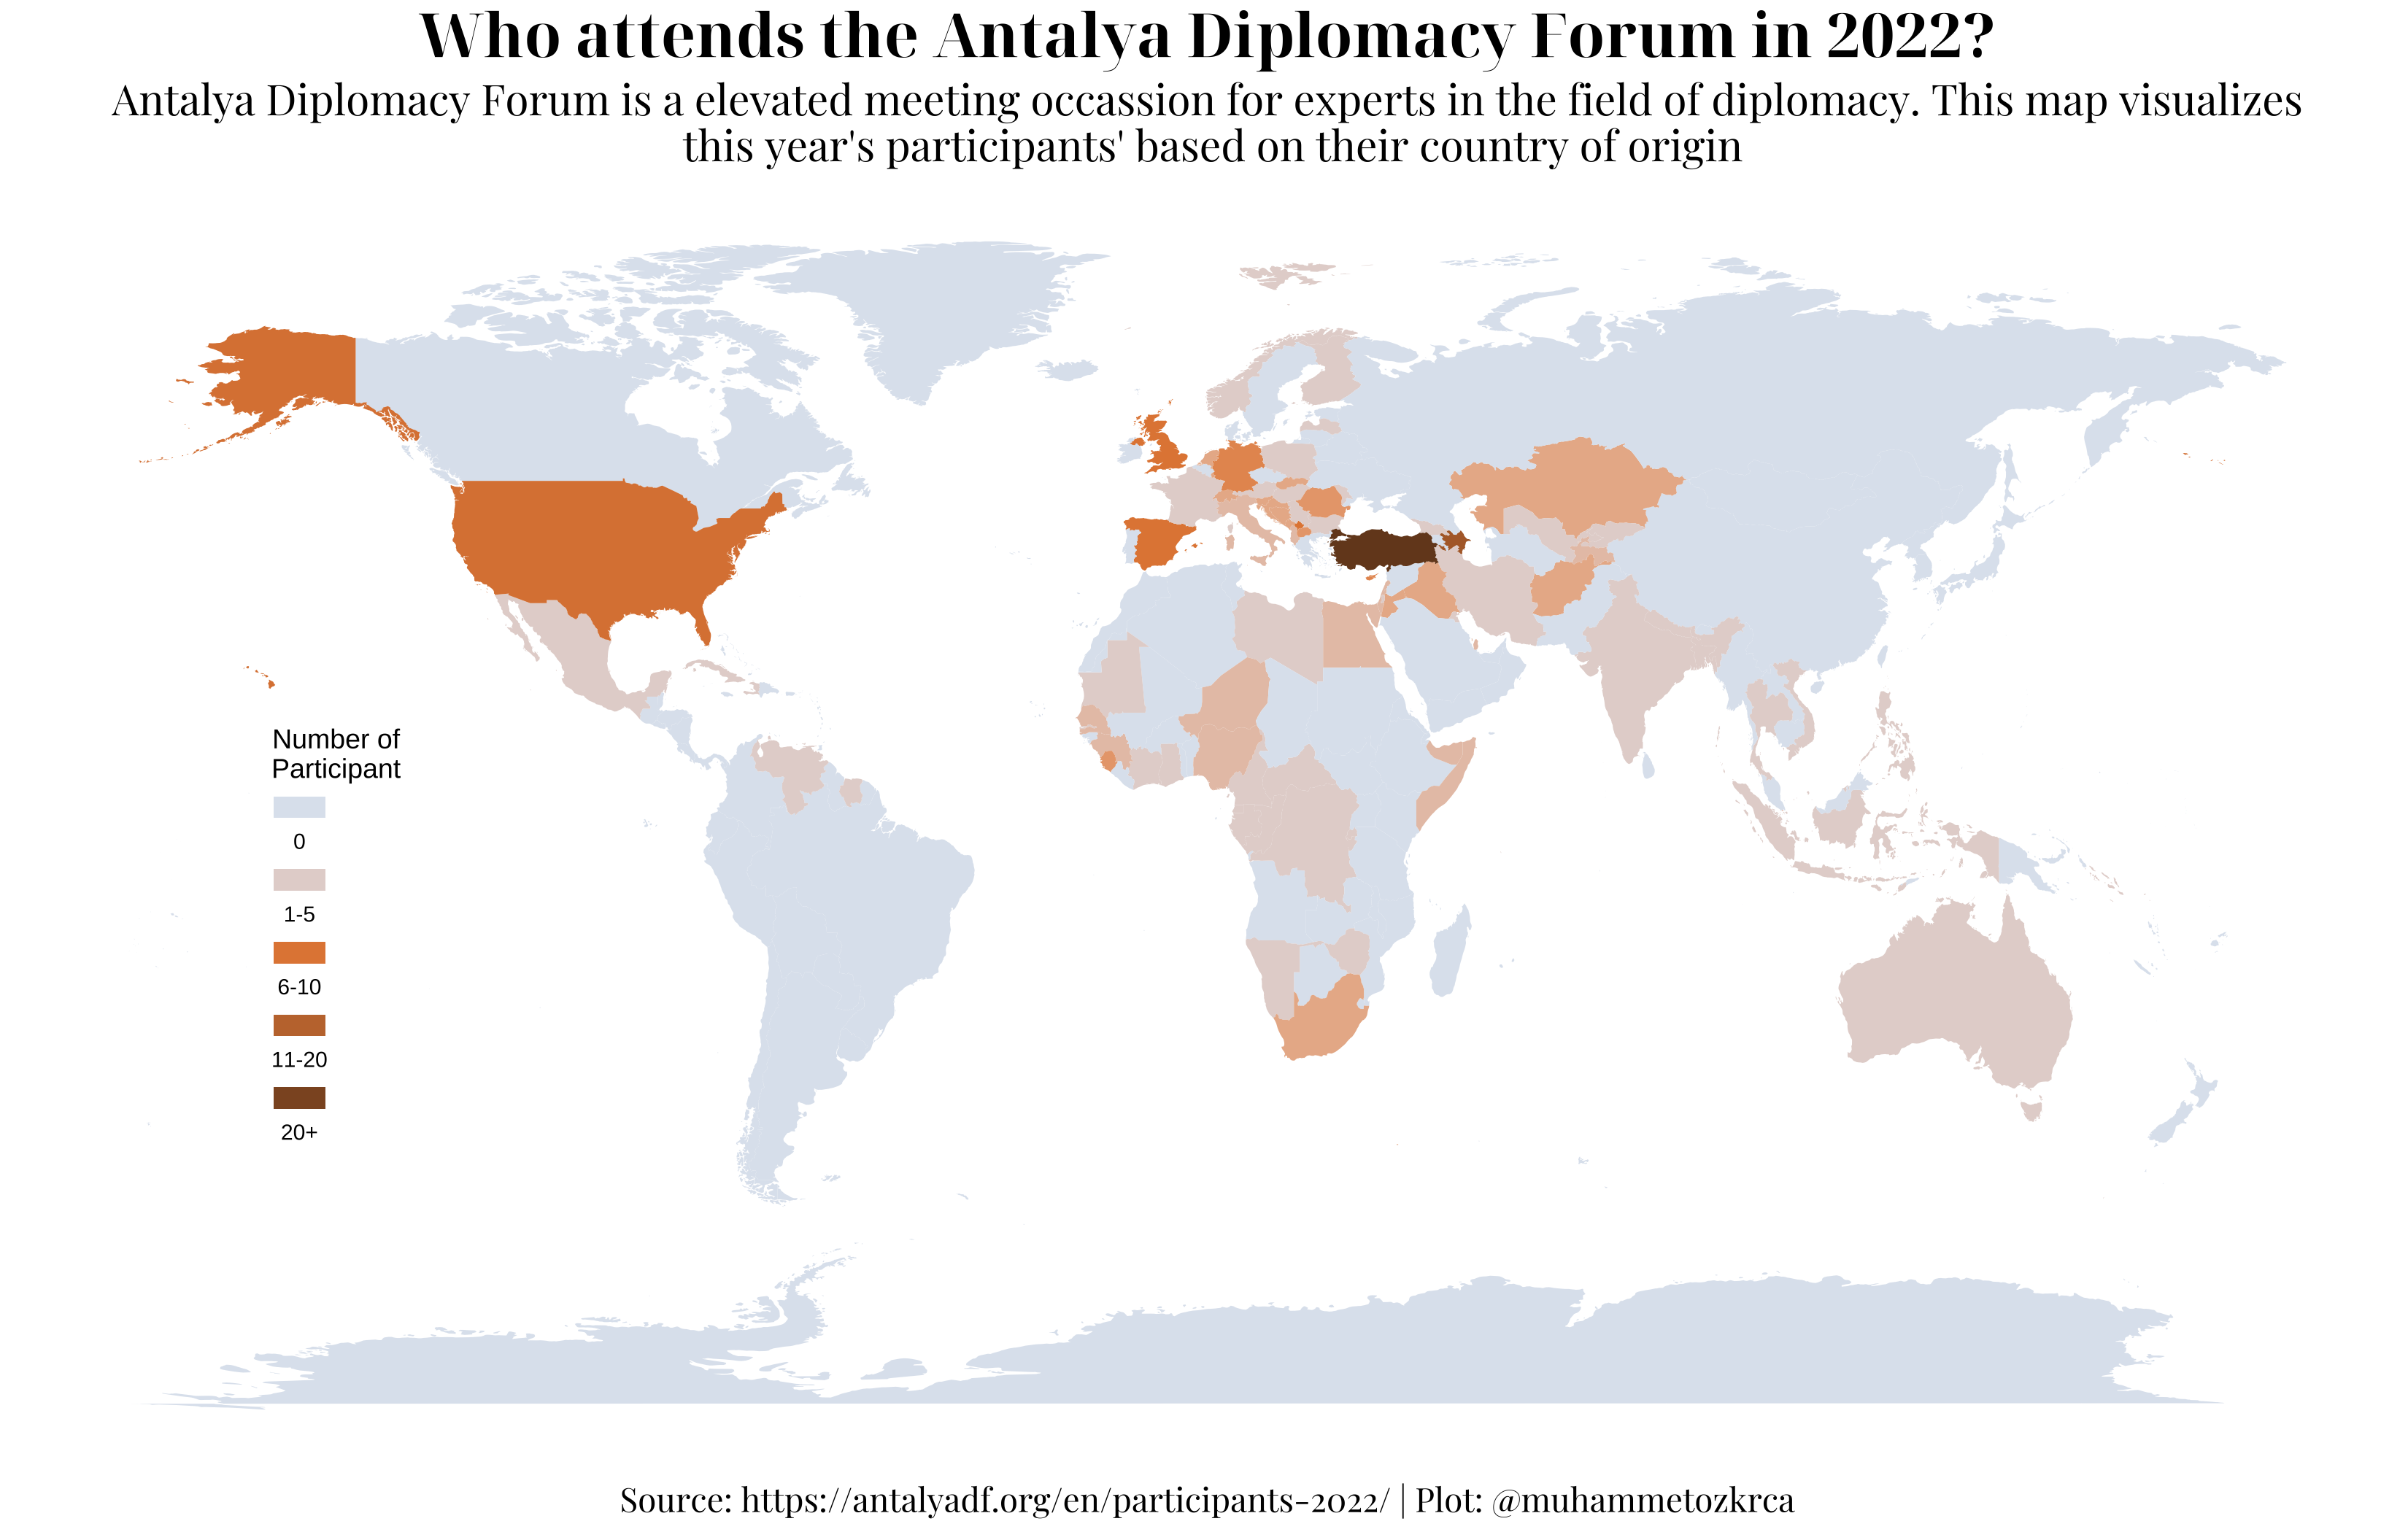 Who attends the Antalya Diplomacy Forum in 2022?
Antalya Diplomacy Forum is a elevated meeting occassion for experts in the field of diplomacy. This map visualizes
this year's participants' based on their country of origin
Number of
Participant
0
1-5
6-10
11-20
20+
Source: https://antalyadf.org/en/participants-2022/ | Plot: @muhammetozkrca